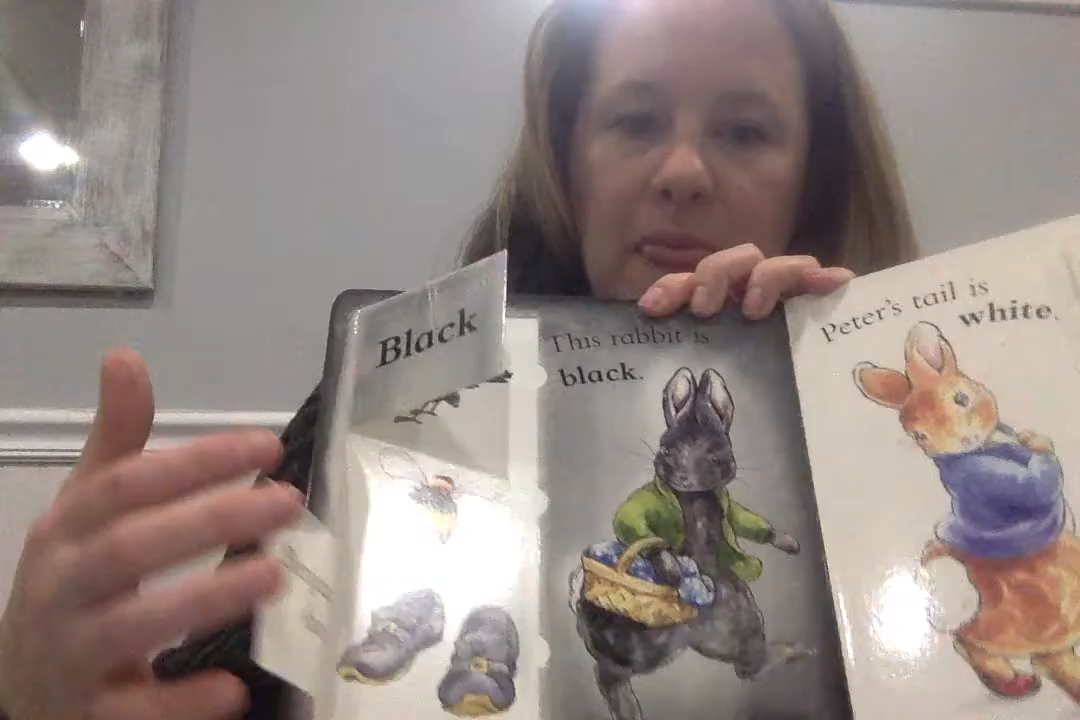 Black
This rabbit is
black.
Peter's tail is
white.